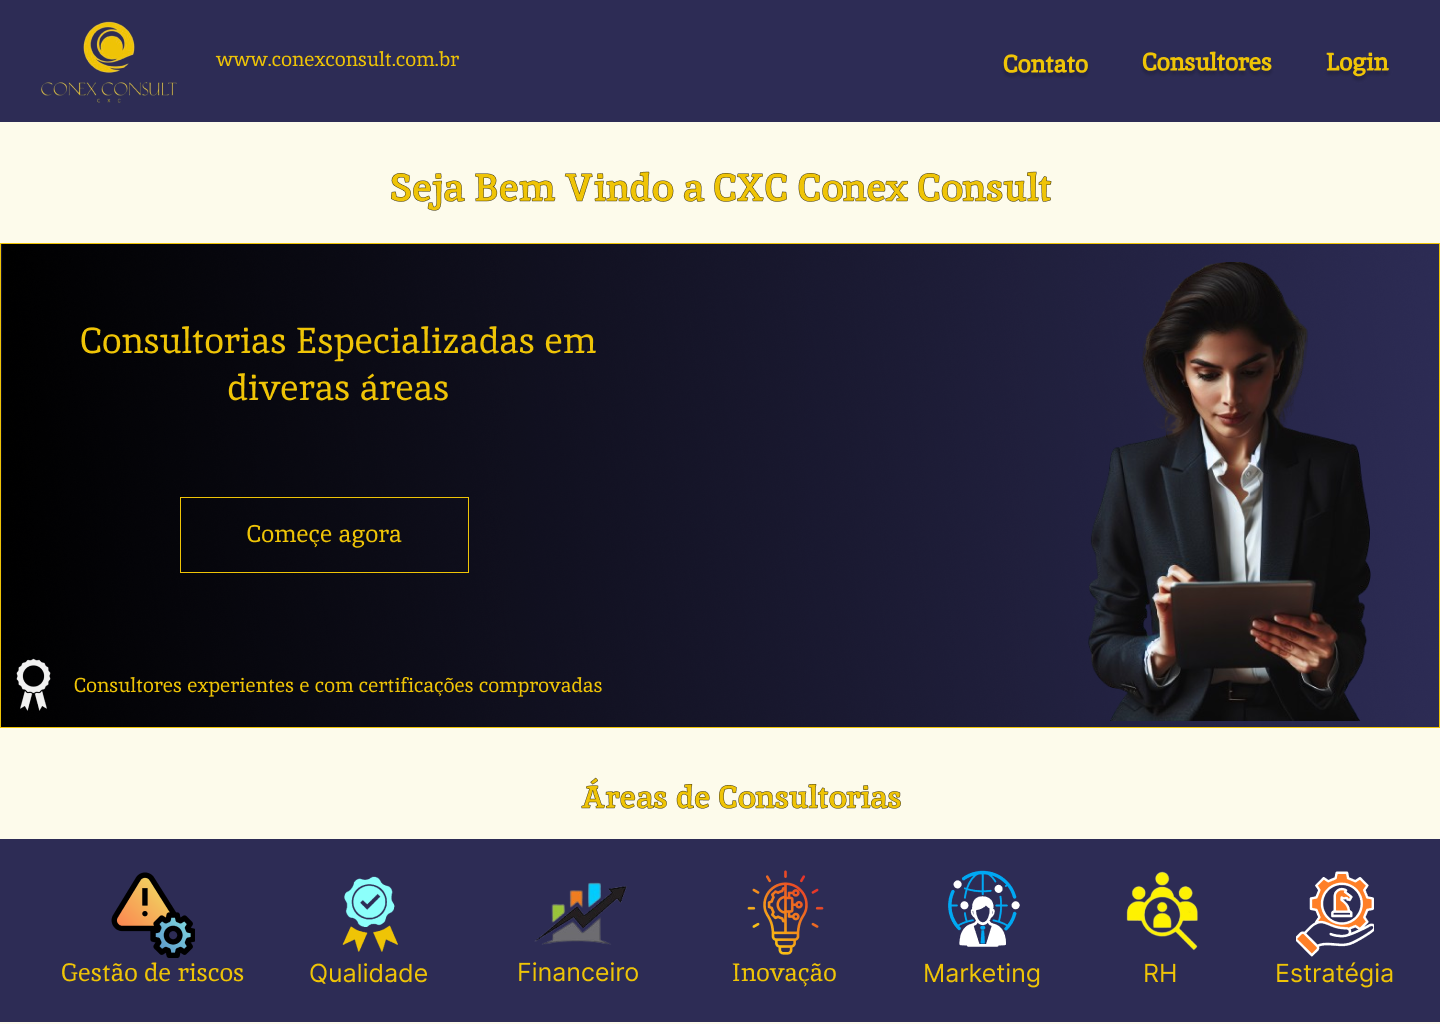 CONEX CONSULT
CXC
www.conexconsult.com.br
Contato
Consultores
Login
Seja Bem Vindo a CXC Conex Consult
Consultorias Especializadas em
diveras áreas
Começe agora
Consultores experientes e com certificações comprovadas
Áreas de Consultorias
Gestão de riscos
Qualidade
Financeiro
Inovação
Marketing
RH
Estratégia